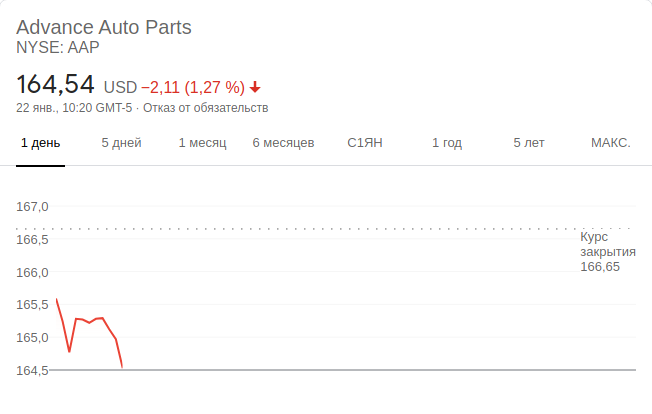 Advance Auto Parts
NYSE: AAP
164,54 USD −2,11 (1,27 %)
22 янв., 10:20 GMT-5 · Отказ от обязательств
1 день 5 дней 1 месяц 6 месяцев С1ЯН 1 год 5 лет МАКС.
167,0
166,5
Курс
закрытия
166,65
166,0
165,5
165,0
164,5